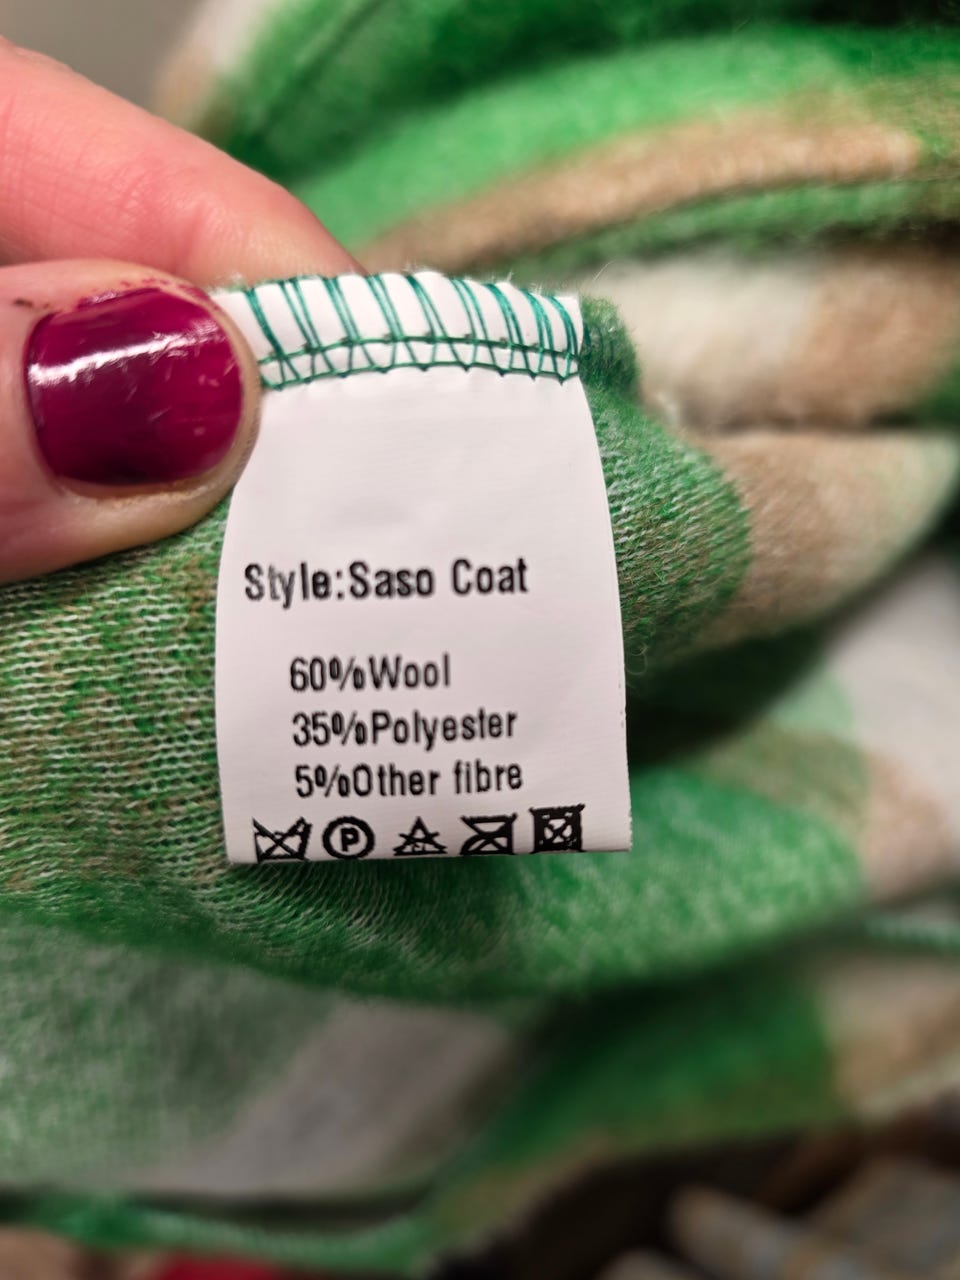 Style:Saso Coat
60%Wool
35%Polyester
5%Other fibre
P